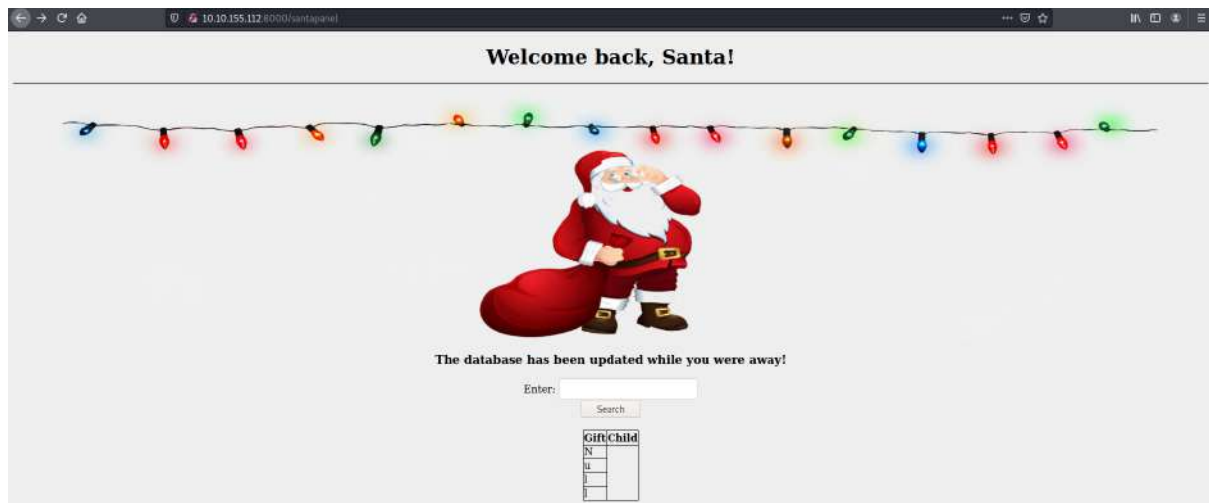 10.10.155.112:8000/santapanel
Welcome back, Santa!
The database has been updated while you were away!
Enter:
Search
Gift Child
N
u
l
l